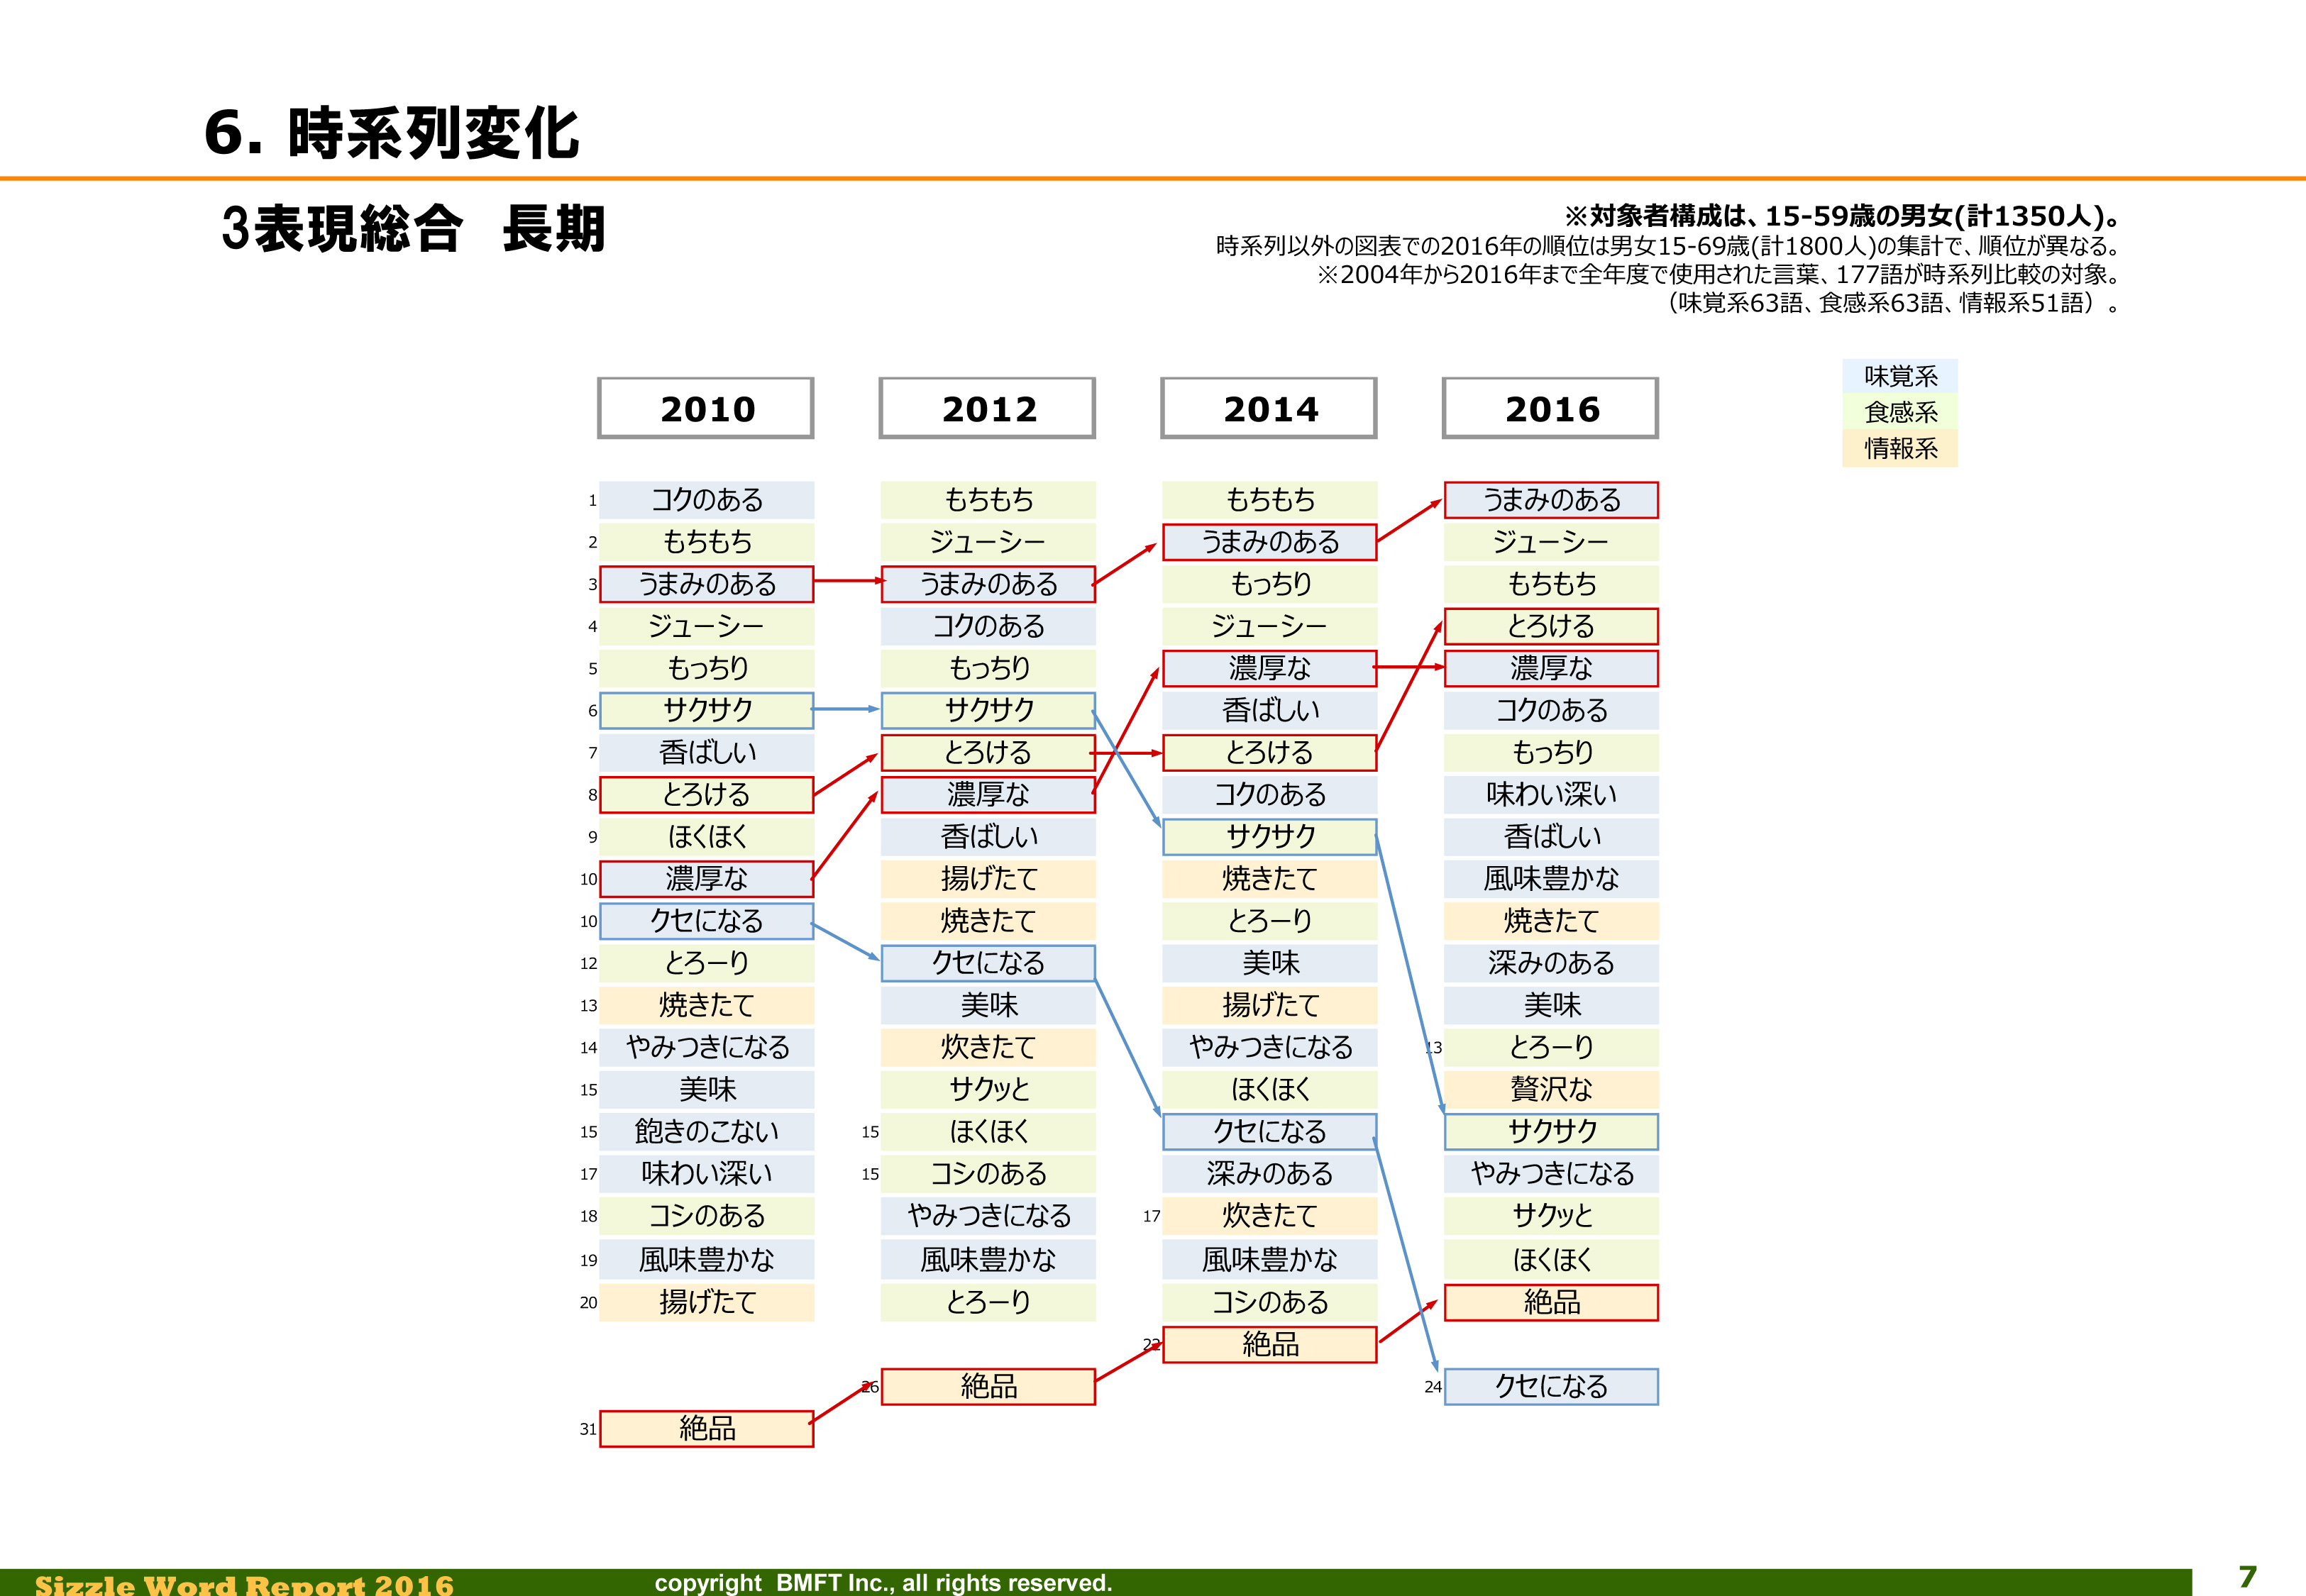 6. 時系列変化
3表現総合　長期
※対象者構成は、15-59歳の男女(計1350人)。
時系列以外の図表での2016年の順位は男女15-69歳(計1800人)の集計で、順位が異なる。
※2004年から2016年まで全年度で使用された言葉、177語が時系列比較の対象。
（味覚系63語、食感系63語、情報系51語）。
味覚系
食感系
情報系
2010 2012 2014 2016
1 コクのある もちもち もちもち うまみのある
2 もちもち ジューシー うまみのある ジューシー
3 うまみのある うまみのある もっちり もちもち
4 ジューシー コクのある ジューシー とろける
5 もっちり もっちり 濃厚な 濃厚な
6 サクサク サクサク 香ばしい コクのある
7 香ばしい とろける とろける もっちり
8 とろける 濃厚な コクのある 味わい深い
9 ほくほく 香ばしい サクサク 香ばしい
10 濃厚な 揚げたて 焼きたて 風味豊かな
10 クセになる 焼きたて とろーり 焼きたて
12 とろーり クセになる 美味 深みのある
13 焼きたて 美味 揚げたて 美味
14 やみつきになる 炊きたて やみつきになる 13 とろーり
15 美味 サクッと ほくほく 贅沢な
15 飽きのこない 15 ほくほく クセになる サクサク
17 味わい深い 15 コシのある 深みのある やみつきになる
18 コシのある やみつきになる 17 炊きたて サクッと
19 風味豊かな 風味豊かな 風味豊かな ほくほく
20 揚げたて とろーり コシのある 絶品
22 絶品
26 絶品 24 クセになる
31 絶品
Sizzle Word Report 2016
copyright BMFT Inc., all rights reserved.
7